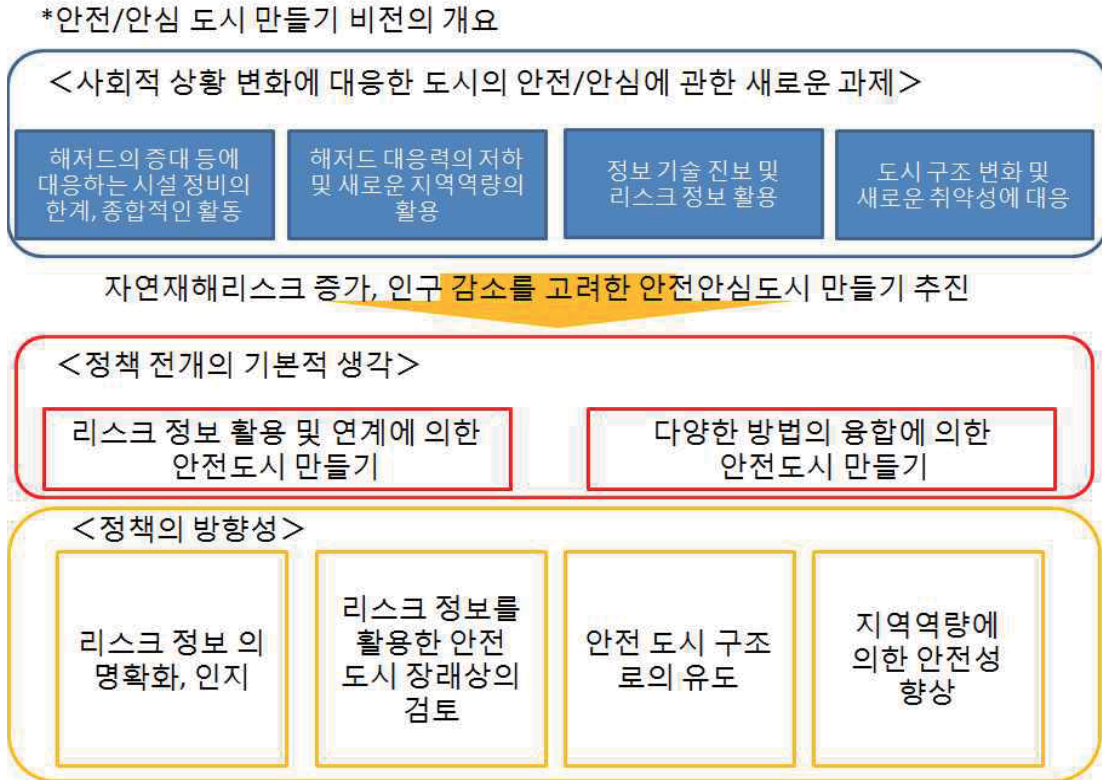 *안전/안심 도시 만들기 비전의 개요
<사회적 상황 변화에 대응한 도시의 안전/안심에 관한 새로운 과제>
해저드의 증대 등에
대응하는 시설 정비의
한계, 종합적인 활동
해저드 대응력의 저하
및 새로운 지역역량의
활용
정보 기술 진보 및
리스크 정보 활용
도시 구조 변화 및
새로운 취약성에 대응
자연재해리스크 증가, 인구 감소를 고려한 안전안심도시 만들기 추진
<정책 전개의 기본적 생각>
리스크 정보 활용 및 연계에 의한
안전도시 만들기
다양한 방법의 융합에 의한
안전도시 만들기
<정책의 방향성>
리스크 정보 의
명확화, 인지
리스크 정보를
활용한 안전
도시 장래상의
검토
안전 도시 구조
로의 유도
지역역량에
의한 안전성
향상